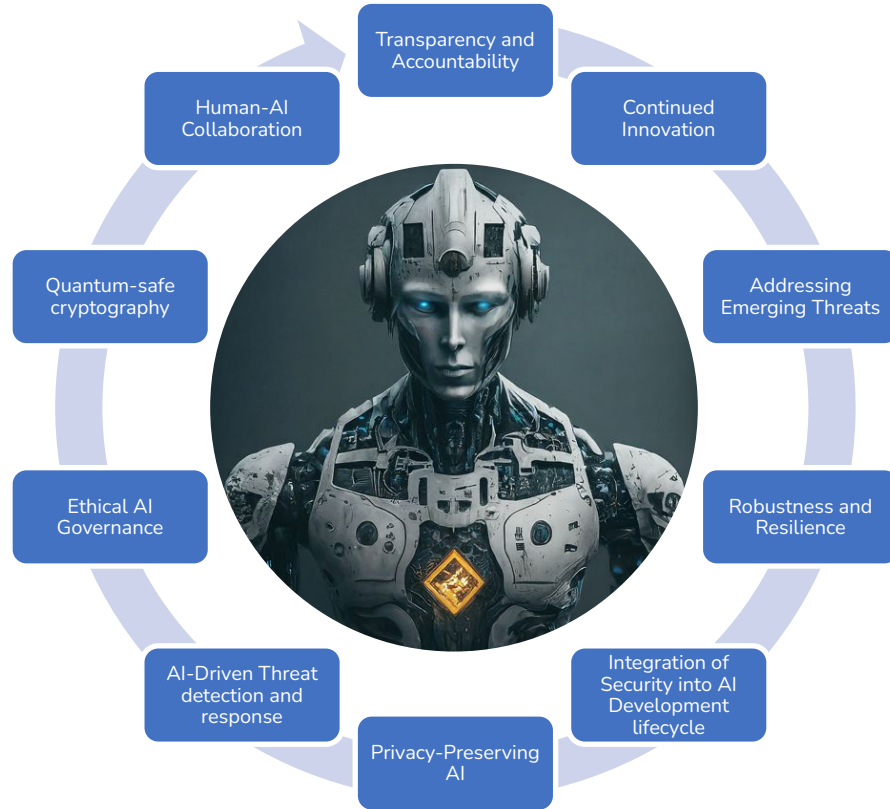 Transparency and
Accountability
Continued
Innovation
Addressing
Emerging Threats
Robustness and
Resilience
Integration of
Security into AI
Development
lifecycle
Privacy-Preserving
AI
AI-Driven Threat
detection and
response
Ethical AI
Governance
Quantum-safe
cryptography
Human-AI
Collaboration